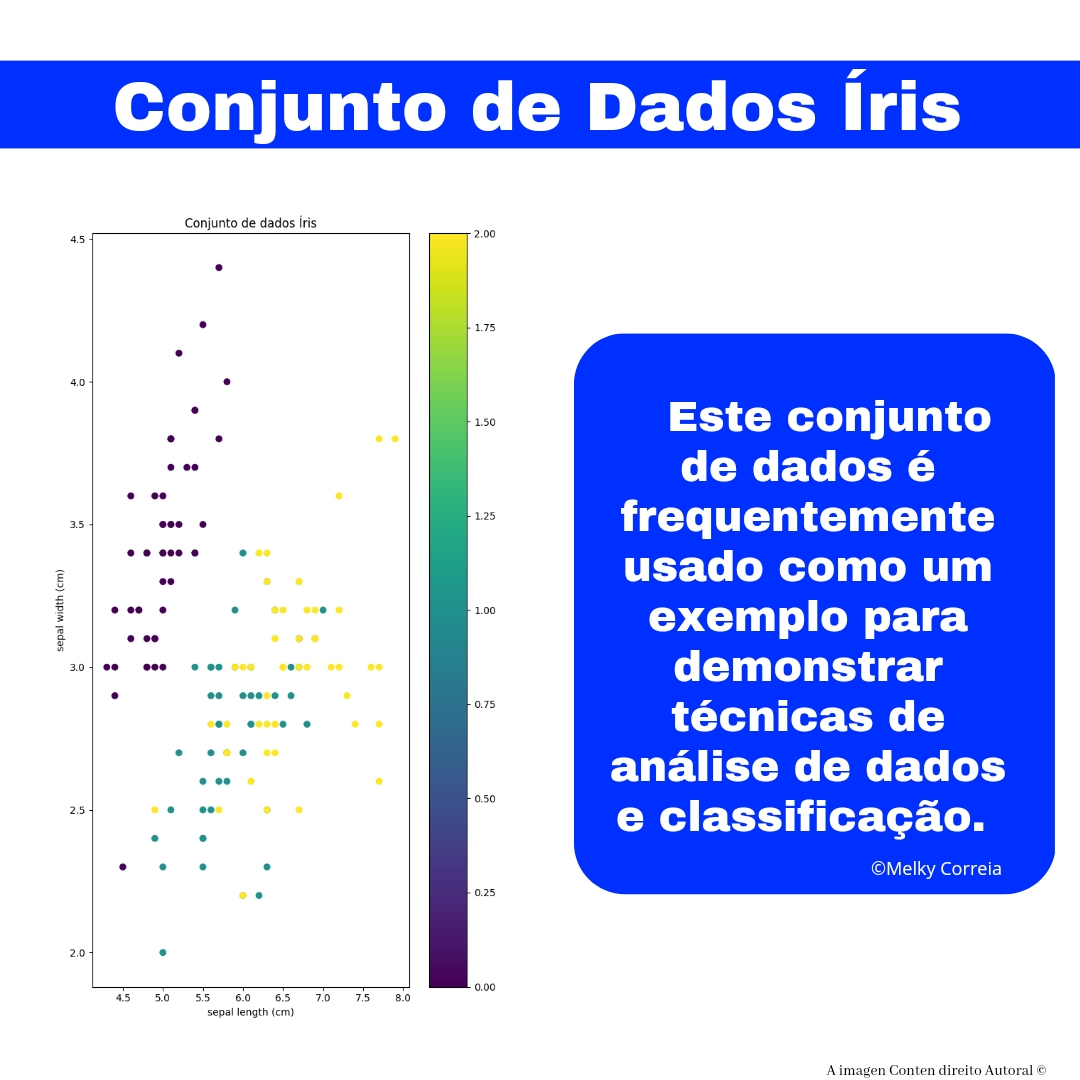 Conjunto de Dados Íris
Conjunto de dados Íris
4.5
4.0
3.5
3.0
2.5
2.0
sepal width (cm)
4.5 5.0 5.5 6.0 6.5 7.0 7.5 8.0
sepal length (cm)
2.00
1.75
1.50
1.25
1.00
0.75
0.50
0.25
0.00
Este conjunto
de dados é
frequentemente
usado como um
exemplo para
demonstrar
técnicas de
análise de dados
e classificação.
©Melky Correia
A imagen Conten direito Autoral ©